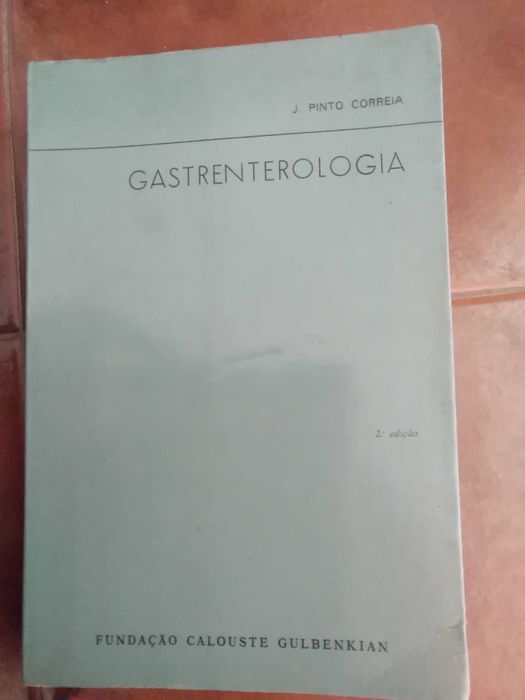 J. PINTO CORREIA
GASTRENTEROLOGIA
2.ª edição
FUNDAÇÃO CALOUSTE GULBENKIAN